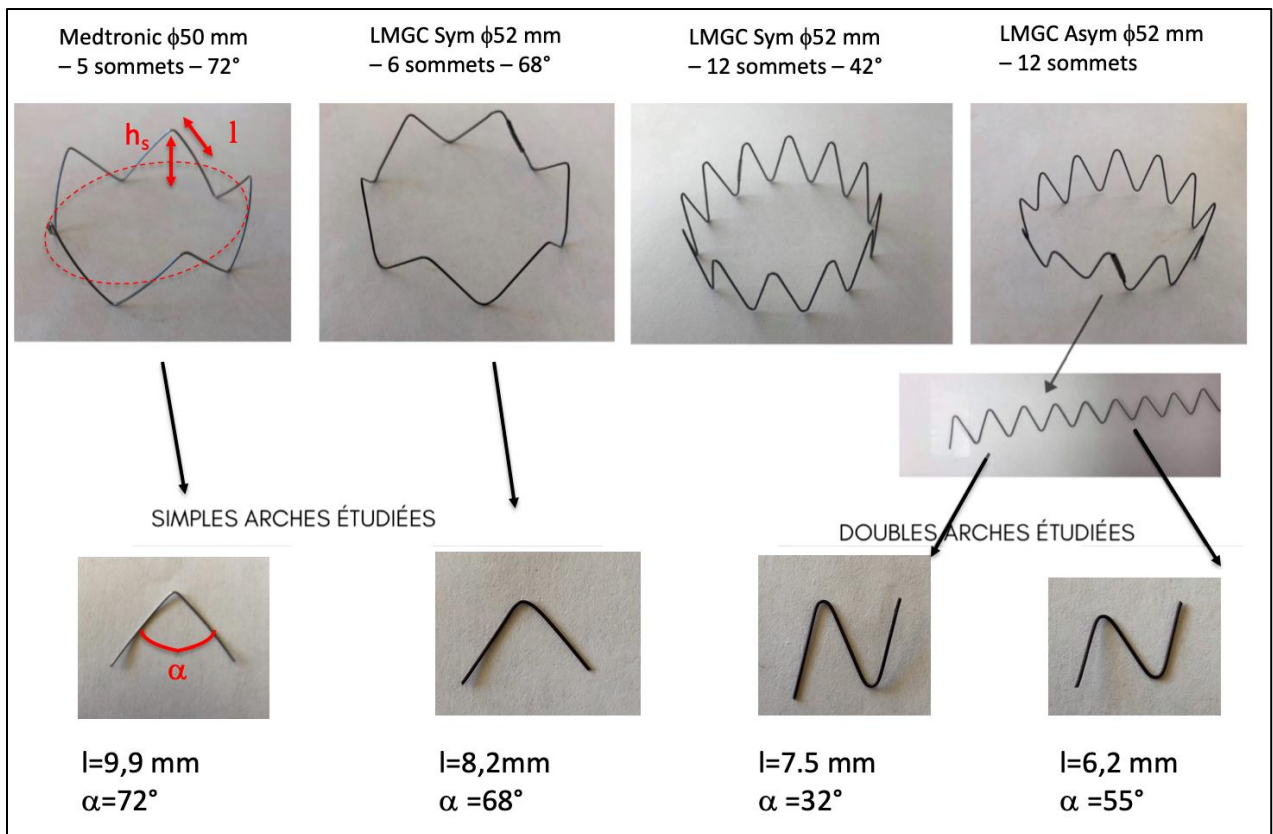 Medtronic ϕ50 mm
– 5 sommets – 72°
LMGC Sym ϕ52 mm
– 6 sommets – 68°
LMGC Sym ϕ52 mm
– 12 sommets – 42°
LMGC Asym ϕ52 mm
– 12 sommets
hs
l
SIMPLES ARCHES ÉTUDIÉES
DOUBLES ARCHES ÉTUDIÉES
α
l=9,9 mm
α=72°
l=8,2mm
α =68°
l=7.5 mm
α =32°
l=6,2 mm
α =55°